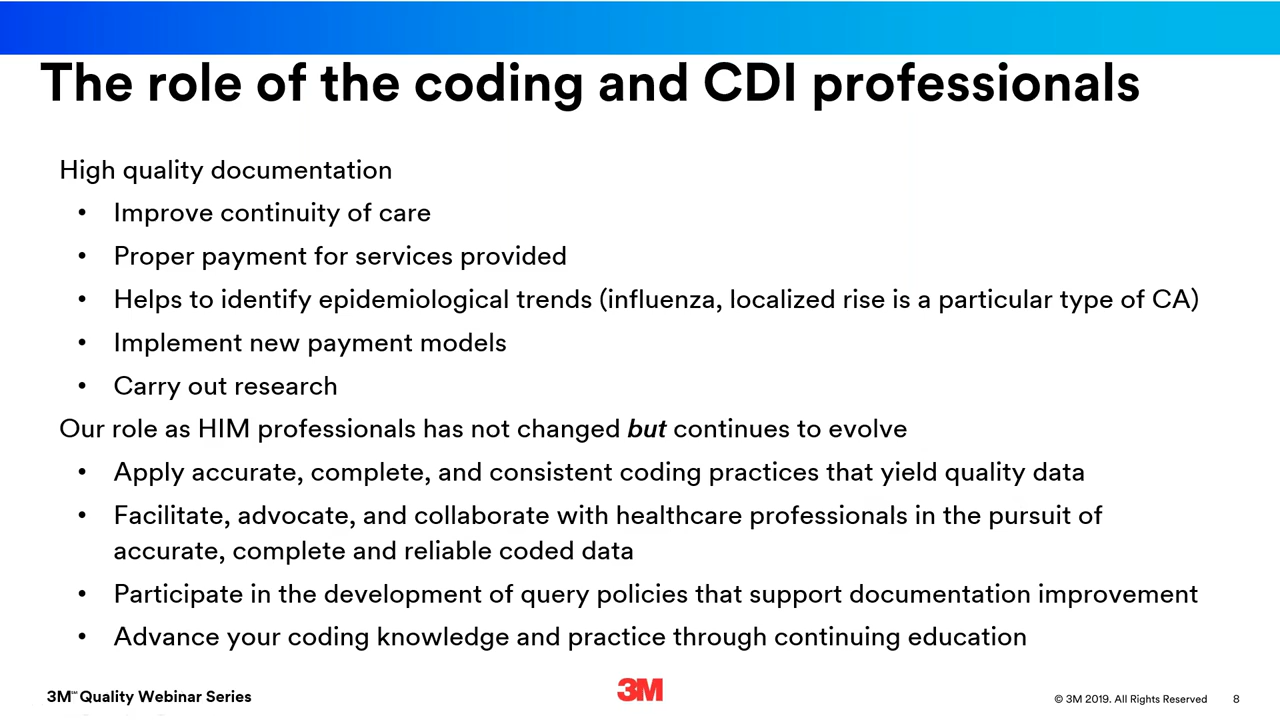 The role of the coding and CDI professionals
High quality documentation
• Improve continuity of care
• Proper payment for services provided
• Helps to identify epidemiological trends (influenza, localized rise is a particular type of CA)
• Implement new payment models
• Carry out research
Our role as HIM professionals has not changed but continues to evolve
• Apply accurate, complete, and consistent coding practices that yield quality data
• Facilitate, advocate, and collaborate with healthcare professionals in the pursuit of
accurate, complete and reliable coded data
• Participate in the development of query policies that support documentation improvement
• Advance your coding knowledge and practice through continuing education
3M℠ Quality Webinar Series
3M
© 3M 2019. All Rights Reserved 8